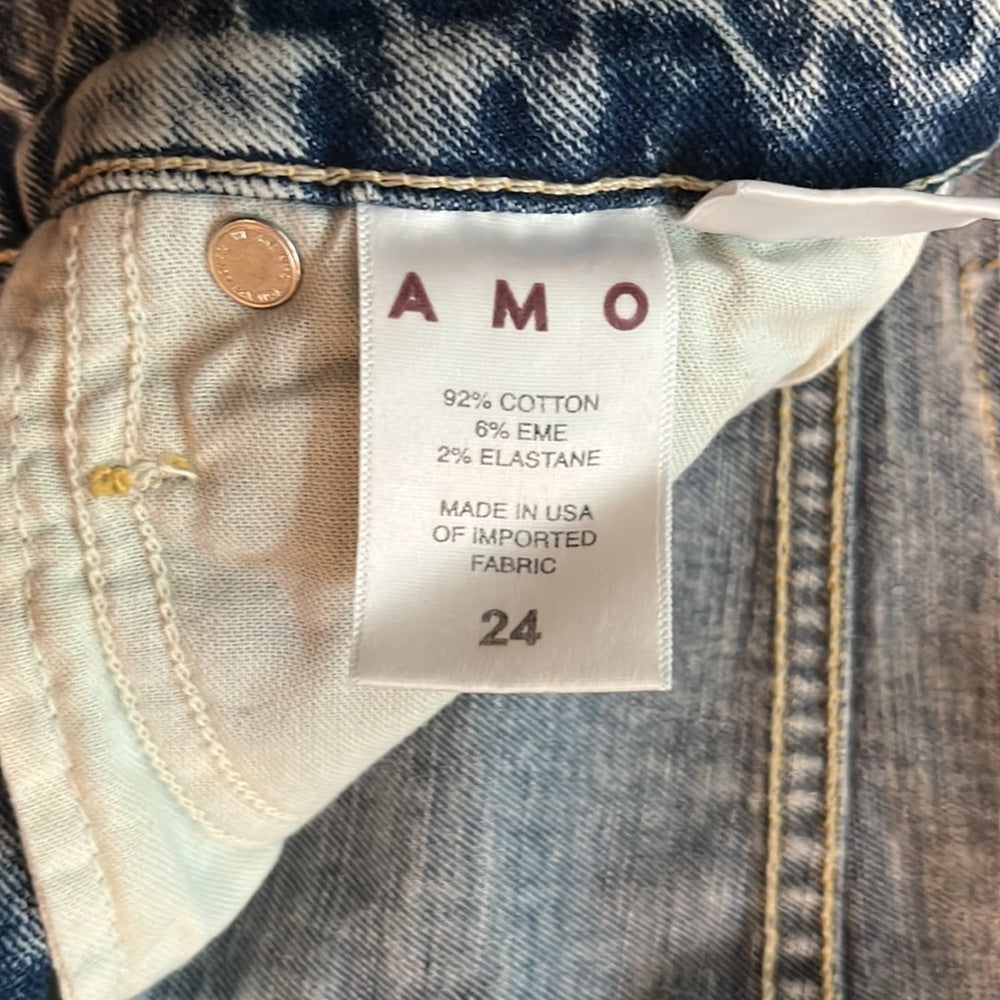 A M O
92% COTTON
6% EME
2% ELASTANE
MADE IN USA
OF IMPORTED
FABRIC
24